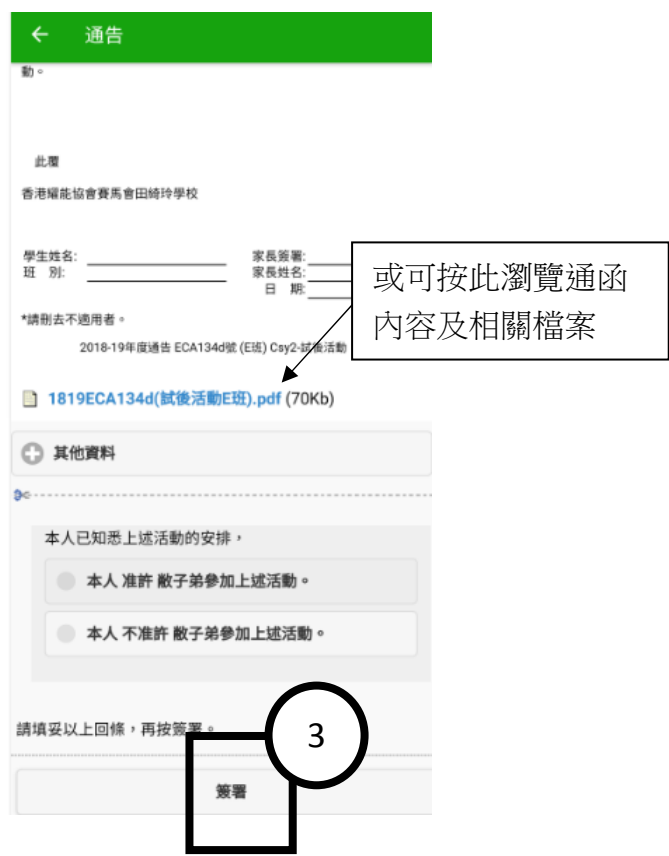 通告
動。
此覆
香港耀能協會賽馬會田綺玲學校
學生姓名:
家長簽署:
班 別:
家長姓名:
日 期:
或可按此瀏覽通函
內容及相關檔案
*請刪去不適用者。
2018-19年度通告 ECA134d號 (E班) Csy2-試後活動
1819ECA134d(試後活動E班).pdf (70Kb)
其他資料
本人已知悉上述活動的安排，
本人 准許 敝子弟參加上述活動。
本人 不准許 敝子弟參加上述活動。
請填妥以上回條，再按簽署。
3
簽署